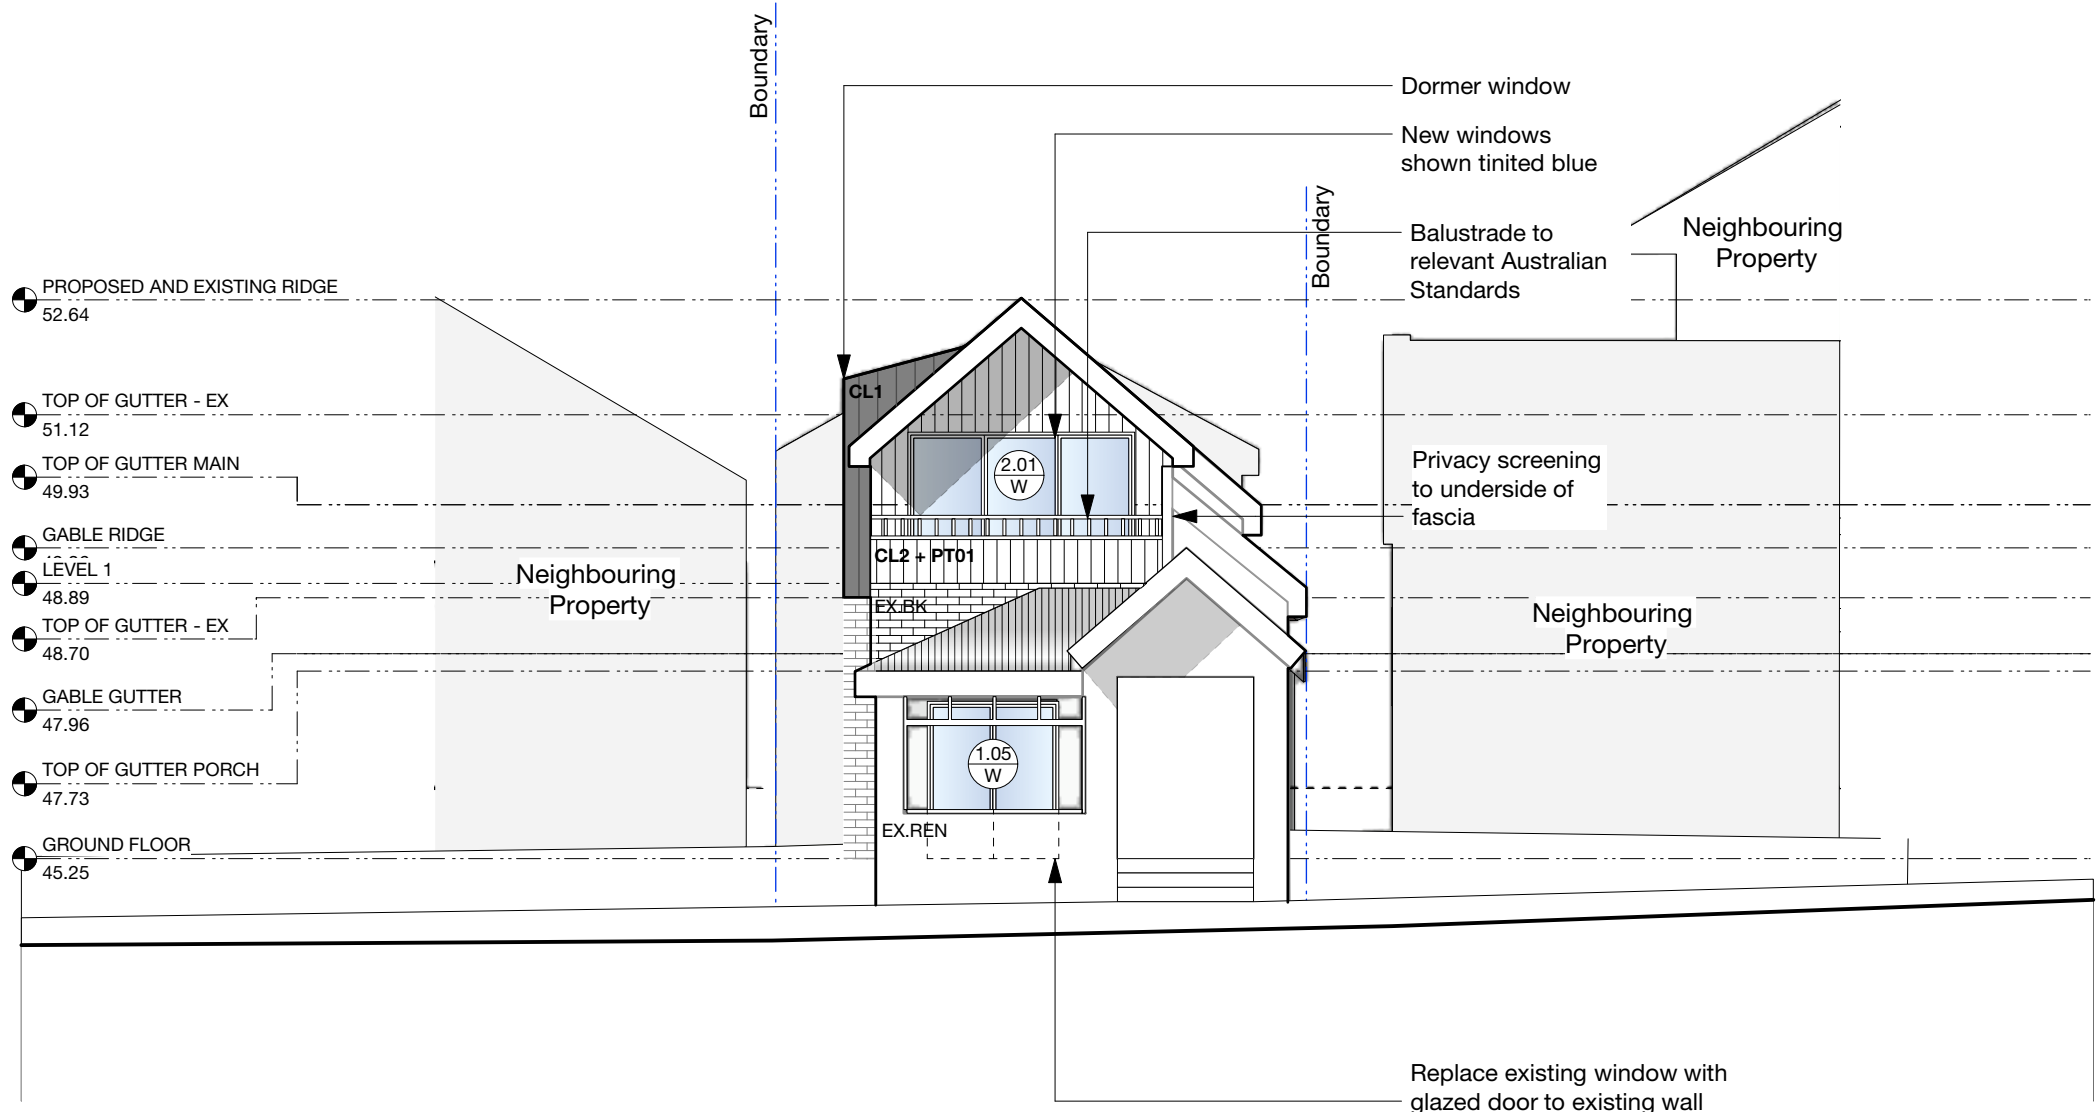 Boundary
Dormer window
New windows
shown tinited blue
Boundary
Balustrade to
relevant Australian
Standards
Neighbouring
Property
PROPOSED AND EXISTING RIDGE
52.64
TOP OF GUTTER - EX
51.12
CL1
TOP OF GUTTER MAIN
49.93
2.01
W
Privacy screening
to underside of
fascia
GABLE RIDGE
LEVEL 1
48.89
CL2 + PT01
Neighbouring
Property
EX.BK
Neighbouring
Property
TOP OF GUTTER - EX
48.70
GABLE GUTTER
47.96
TOP OF GUTTER PORCH
47.73
1.05
W
EX.REN
GROUND FLOOR
45.25
Replace existing window with
glazed door to existing wall